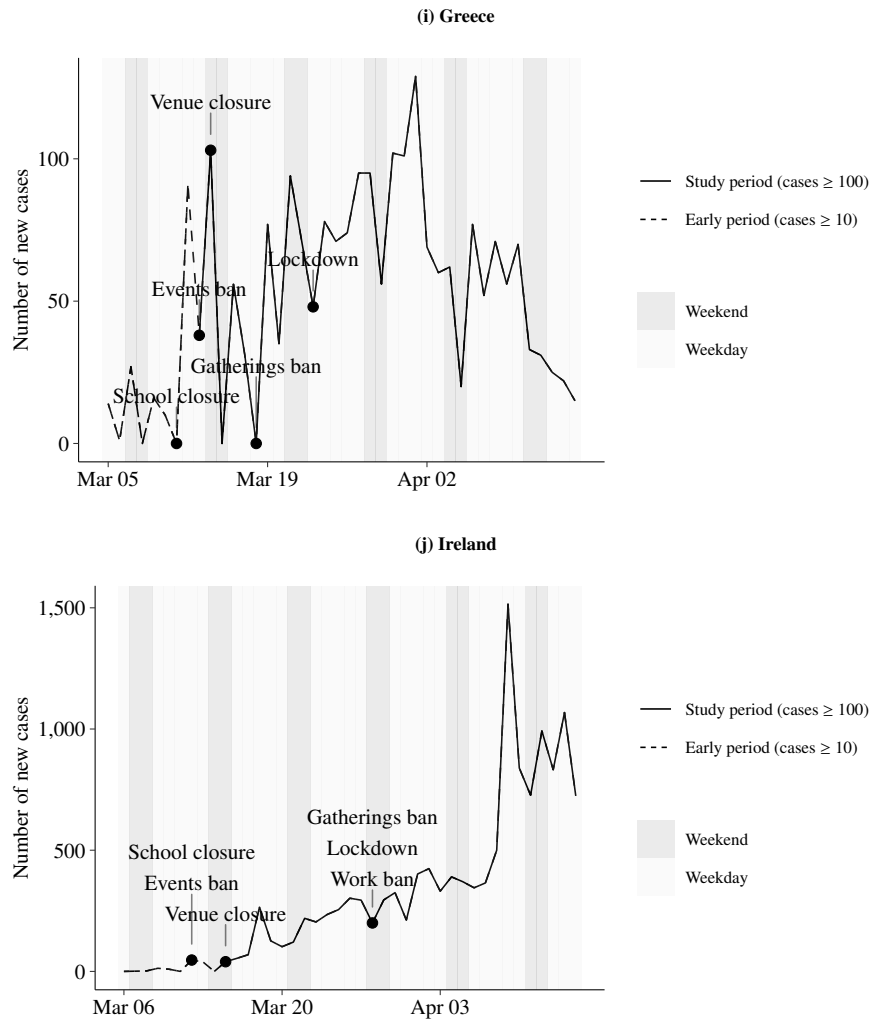 (i) Greece
Venue closure
100
Study period (cases ≥ 100)
Early period (cases ≥ 10)
Number of new cases
Lockdown
Events ban
50
Weekend
Weekday
Gatherings ban
School closure
0
Mar 05
Mar 19
Apr 02
(j) Ireland
1,500
Study period (cases ≥ 100)
1,000
Early period (cases ≥ 10)
Number of new cases
Gatherings ban
Lockdown
Work ban
500
School closure
Events ban
Venue closure
Weekend
Weekday
0
Mar 06
Mar 20
Apr 03